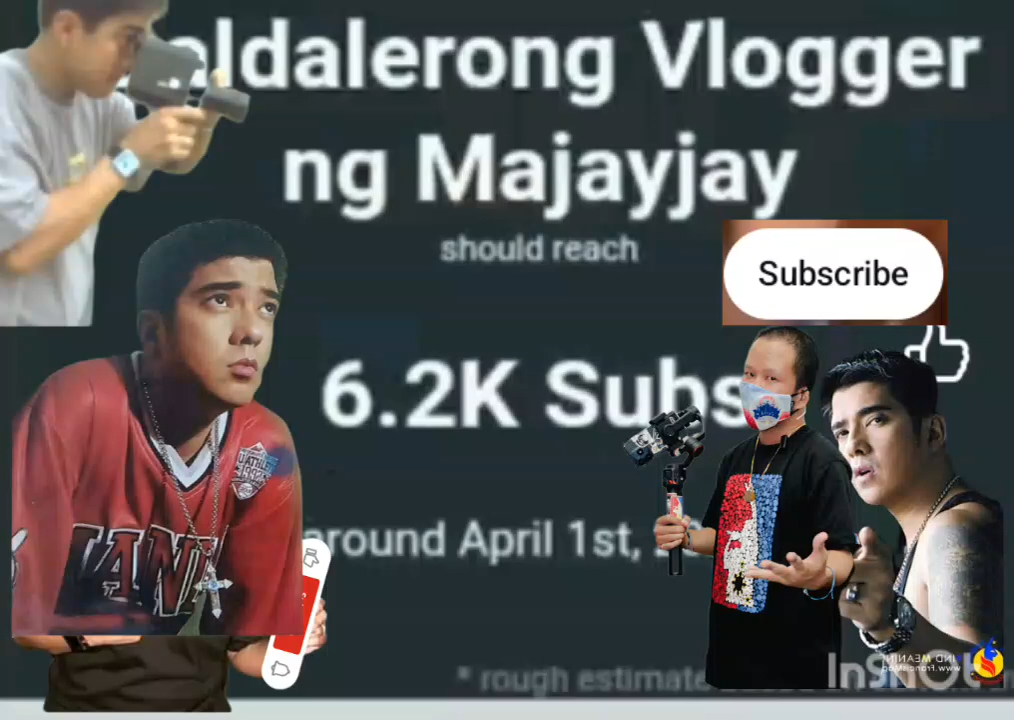 aldalerong Vlogger
ng Majayjay
should reach
Subscribe
6.2K Subs
around April 1st,
* rough estimate
InShOt